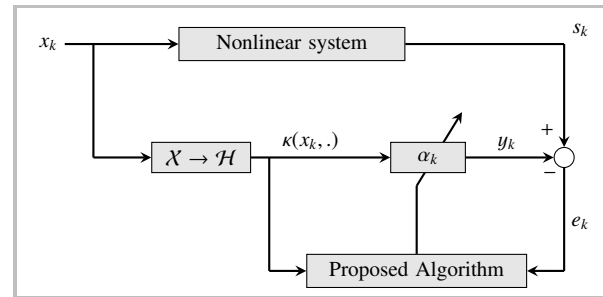 x_k
Nonlinear system
s_k
𝒳 → ℋ
κ(x_k,.)
α_k
y_k
+
−
e_k
Proposed Algorithm